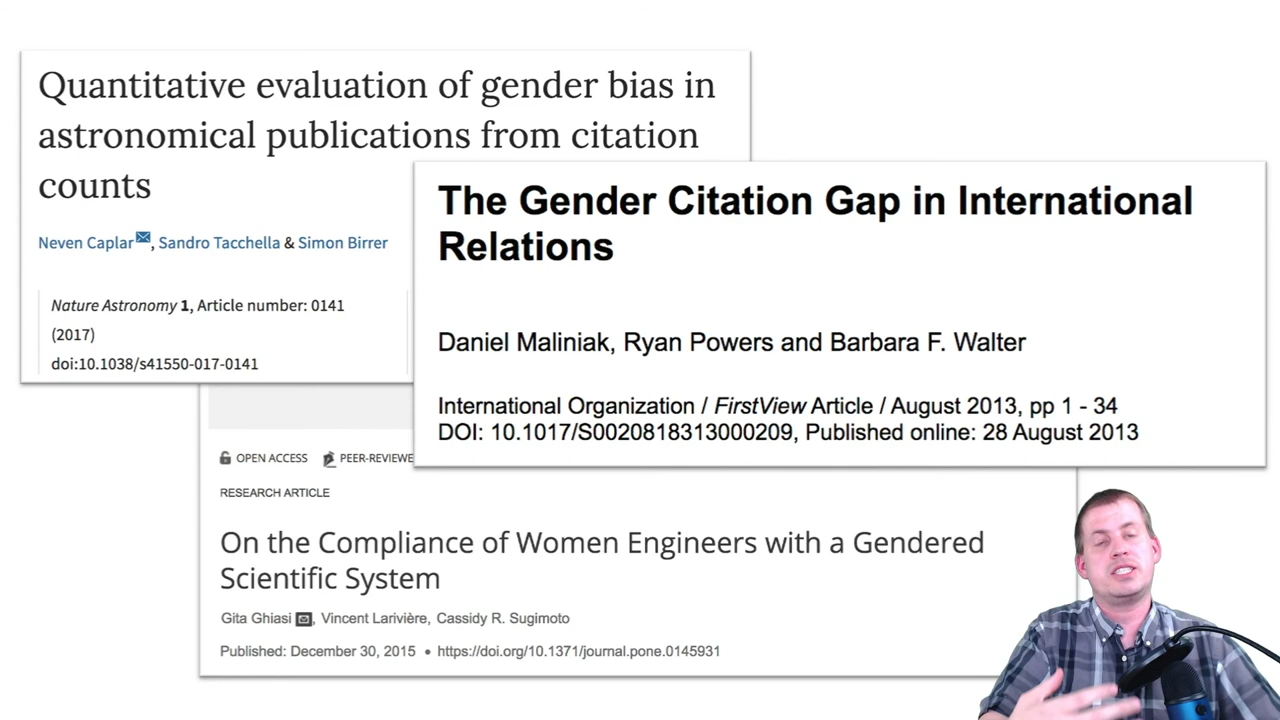 Quantitative evaluation of gender bias in
astronomical publications from citation
counts
Neven Caplar, Sandro Tacchella & Simon Birrer
Nature Astronomy 1, Article number: 0141
(2017)
doi:10.1038/s41550-017-0141
The Gender Citation Gap in International
Relations
Daniel Maliniak, Ryan Powers and Barbara F. Walter
International Organization / FirstView Article / August 2013, pp 1 - 34
DOI: 10.1017/S0020818313000209, Published online: 28 August 2013
OPEN ACCESS PEER-REVIEWE
RESEARCH ARTICLE
On the Compliance of Women Engineers with a Gendered
Scientific System
Gita Ghiasi, Vincent Larivière, Cassidy R. Sugimoto
Published: December 30, 2015 • https://doi.org/10.1371/journal.pone.0145931